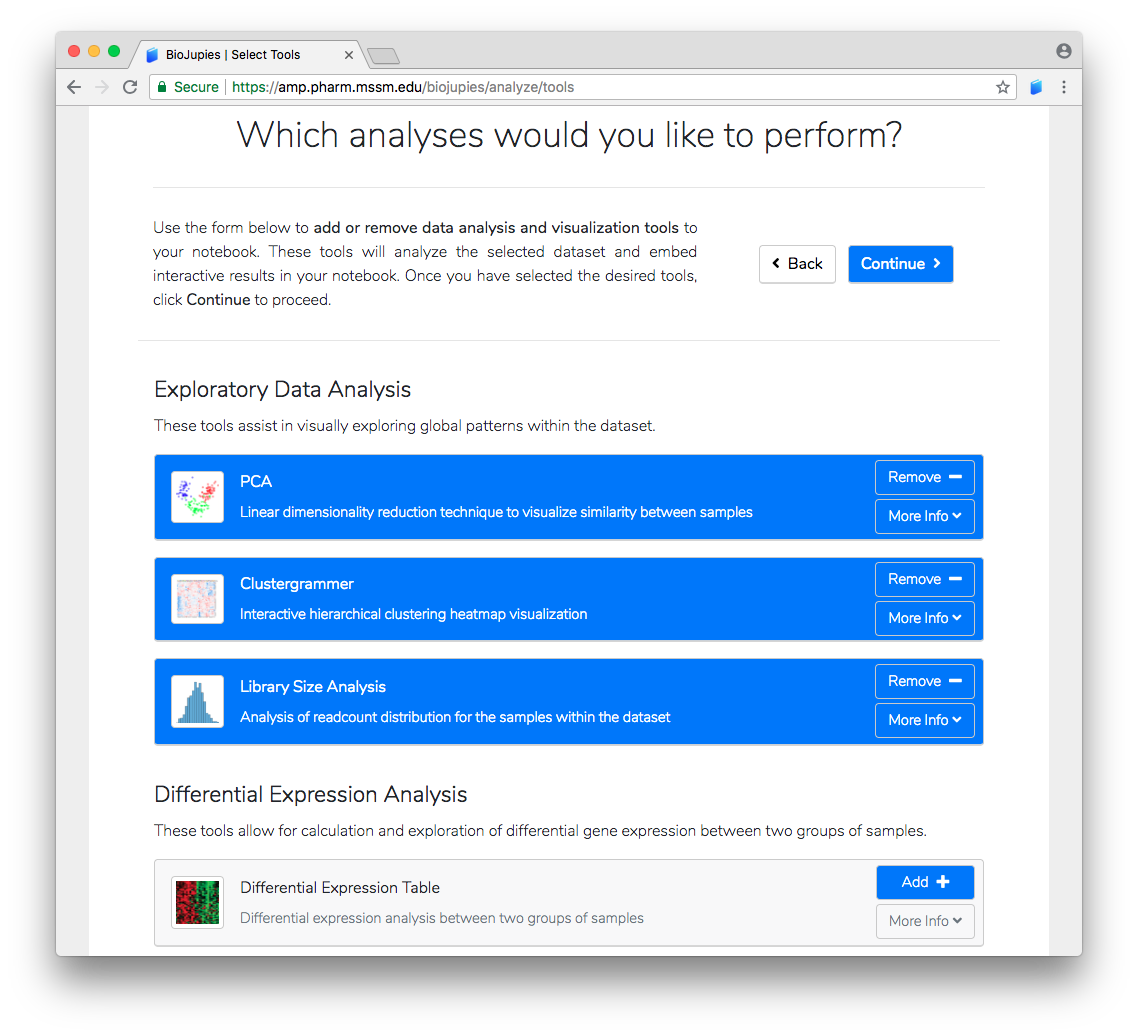 BioJupies | Select Tools
Secure https://amp.pharm.mssm.edu/biojupies/analyze/tools
Which analyses would you like to perform?
Use the form below to add or remove data analysis and visualization tools to
your notebook. These tools will analyze the selected dataset and embed
interactive results in your notebook. Once you have selected the desired tools,
click Continue to proceed.
Back
Continue
Exploratory Data Analysis
These tools assist in visually exploring global patterns within the dataset.
PCA
Linear dimensionality reduction technique to visualize similarity between samples
Remove
More Info
Clustergrammer
Interactive hierarchical clustering heatmap visualization
Remove
More Info
Library Size Analysis
Analysis of readcount distribution for the samples within the dataset
Remove
More Info
Differential Expression Analysis
These tools allow for calculation and exploration of differential gene expression between two groups of samples.
Differential Expression Table
Differential expression analysis between two groups of samples
Add
More Info